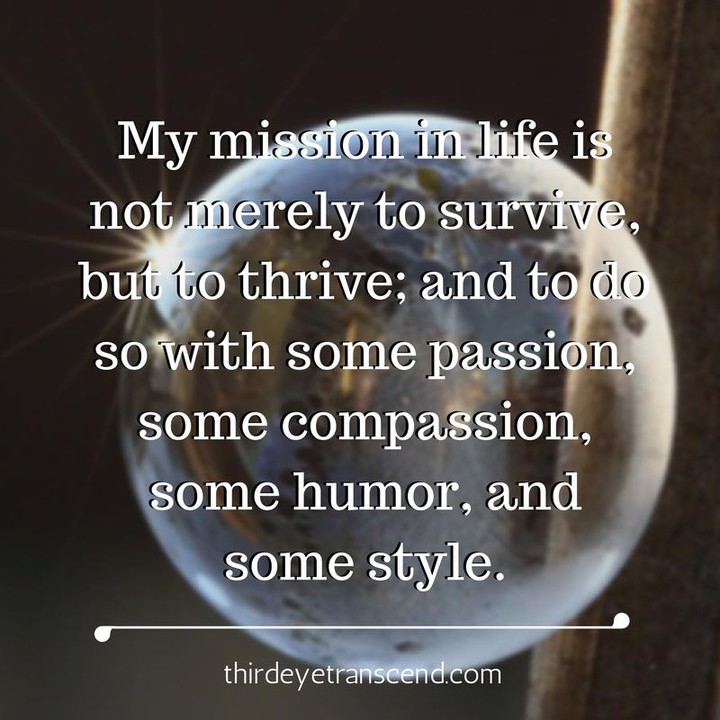 My mission in life is
not merely to survive,
but to thrive; and to do
so with some passion,
some compassion,
some humor, and
some style.
thirdeyetranscend.com